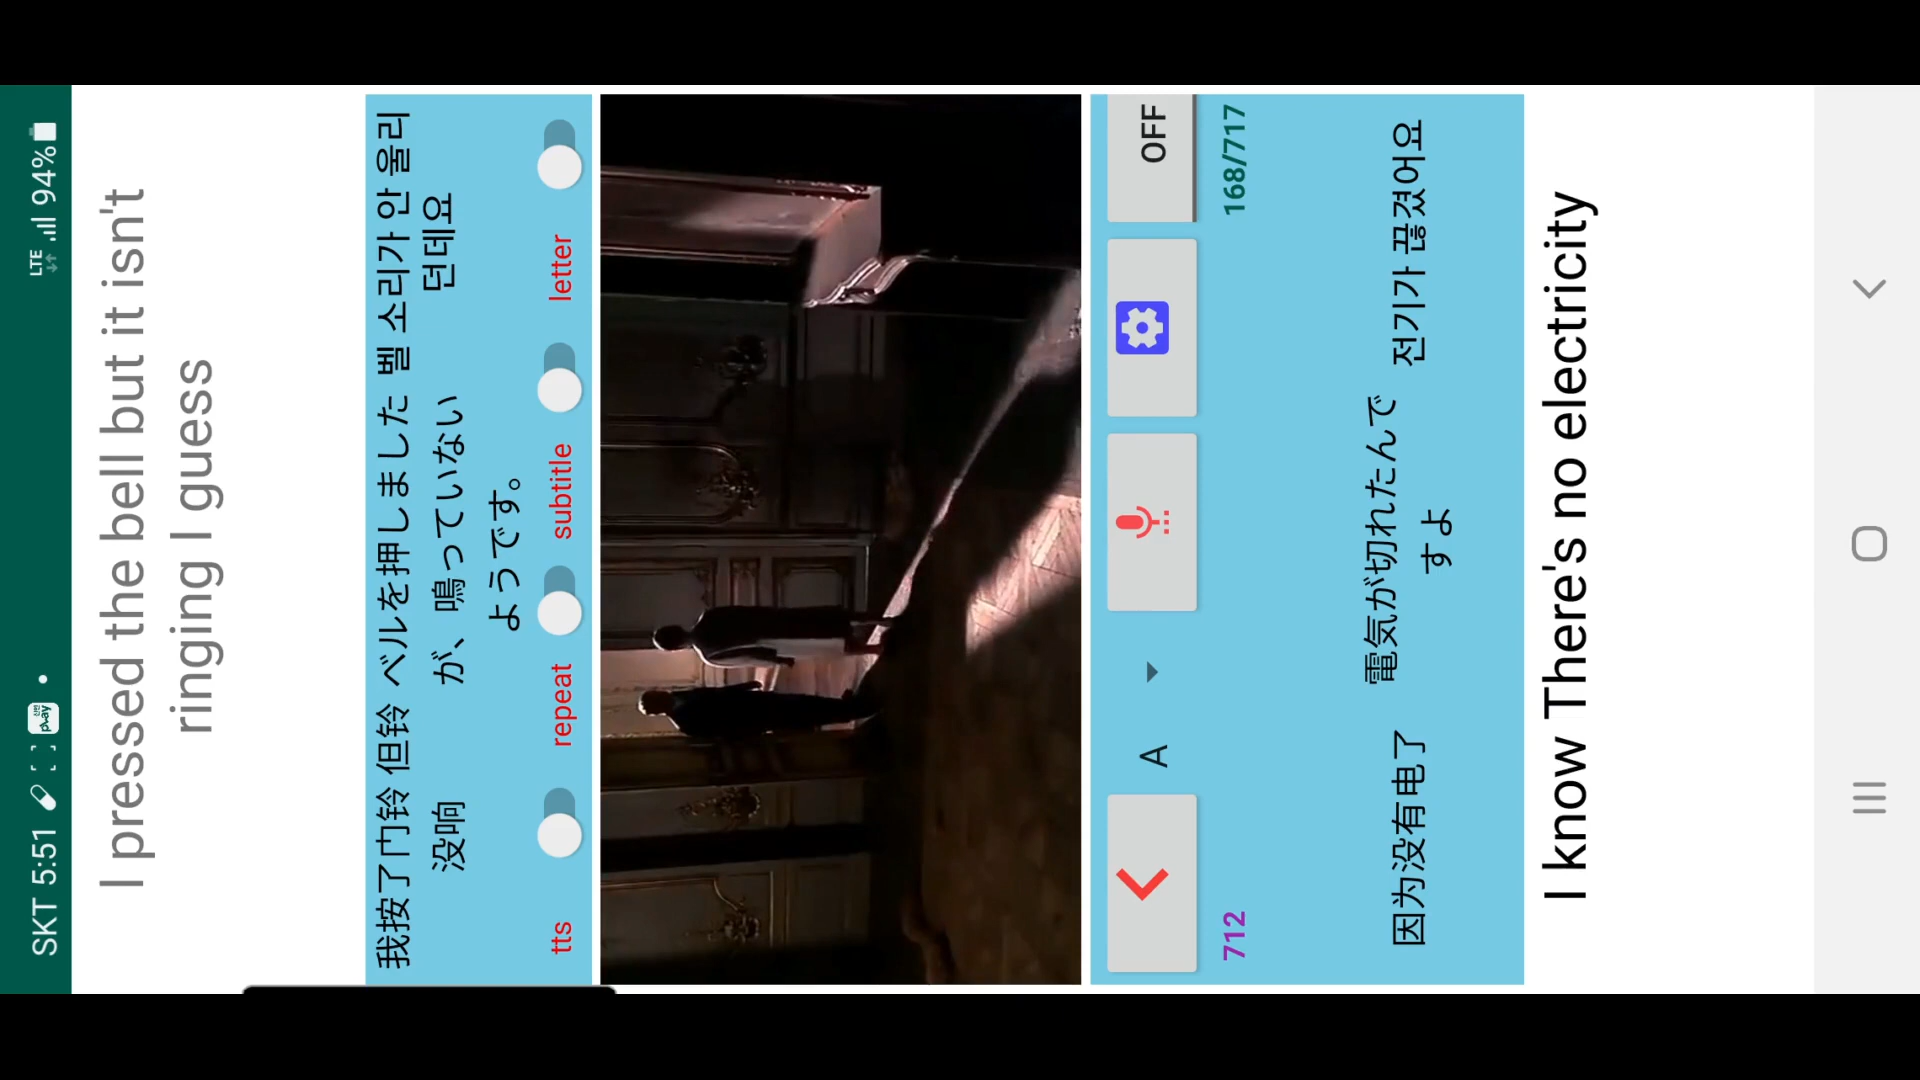 SKT 5:51
LTE
94%
I pressed the bell but it isn't
ringing I guess
我按了门铃 但铃
没响
ベルを押しました
が、鳴っていない
ようです。
벨 소리가 안 울리
던데요
tts
repeat
subtitle
letter
A
OFF
712
168/717
因为没有电了
電気が切れたんで
すよ
전기가 끊겼어요
I know There's no electricity